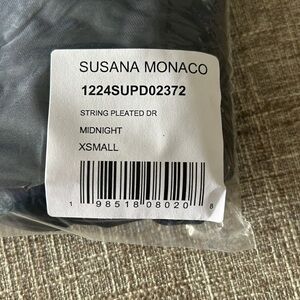 SUSANA MONACO
1224SUPD02372
STRING PLEATED DR
MIDNIGHT
XSMALL
1 98518 08020 8